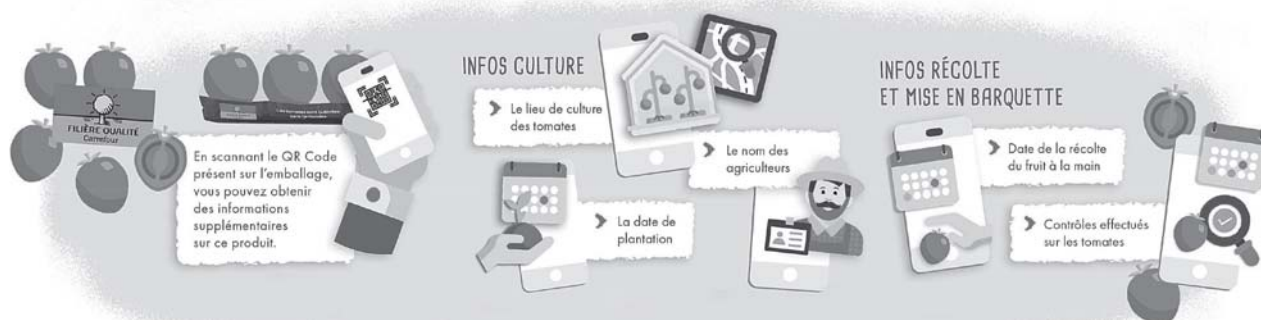 FILIÈRE QUALITÉ
Carrefour
En scannant le QR Code
présent sur l'emballage,
vous pouvez obtenir
des informations
supplémentaires
sur ce produit.
INFOS CULTURE
Le lieu de culture
des tomates
Le nom des
agriculteurs
La date de
plantation
INFOS RÉCOLTE
ET MISE EN BARQUETTE
Date de la récolte
du fruit à la main
Contrôles effectués
sur les tomates